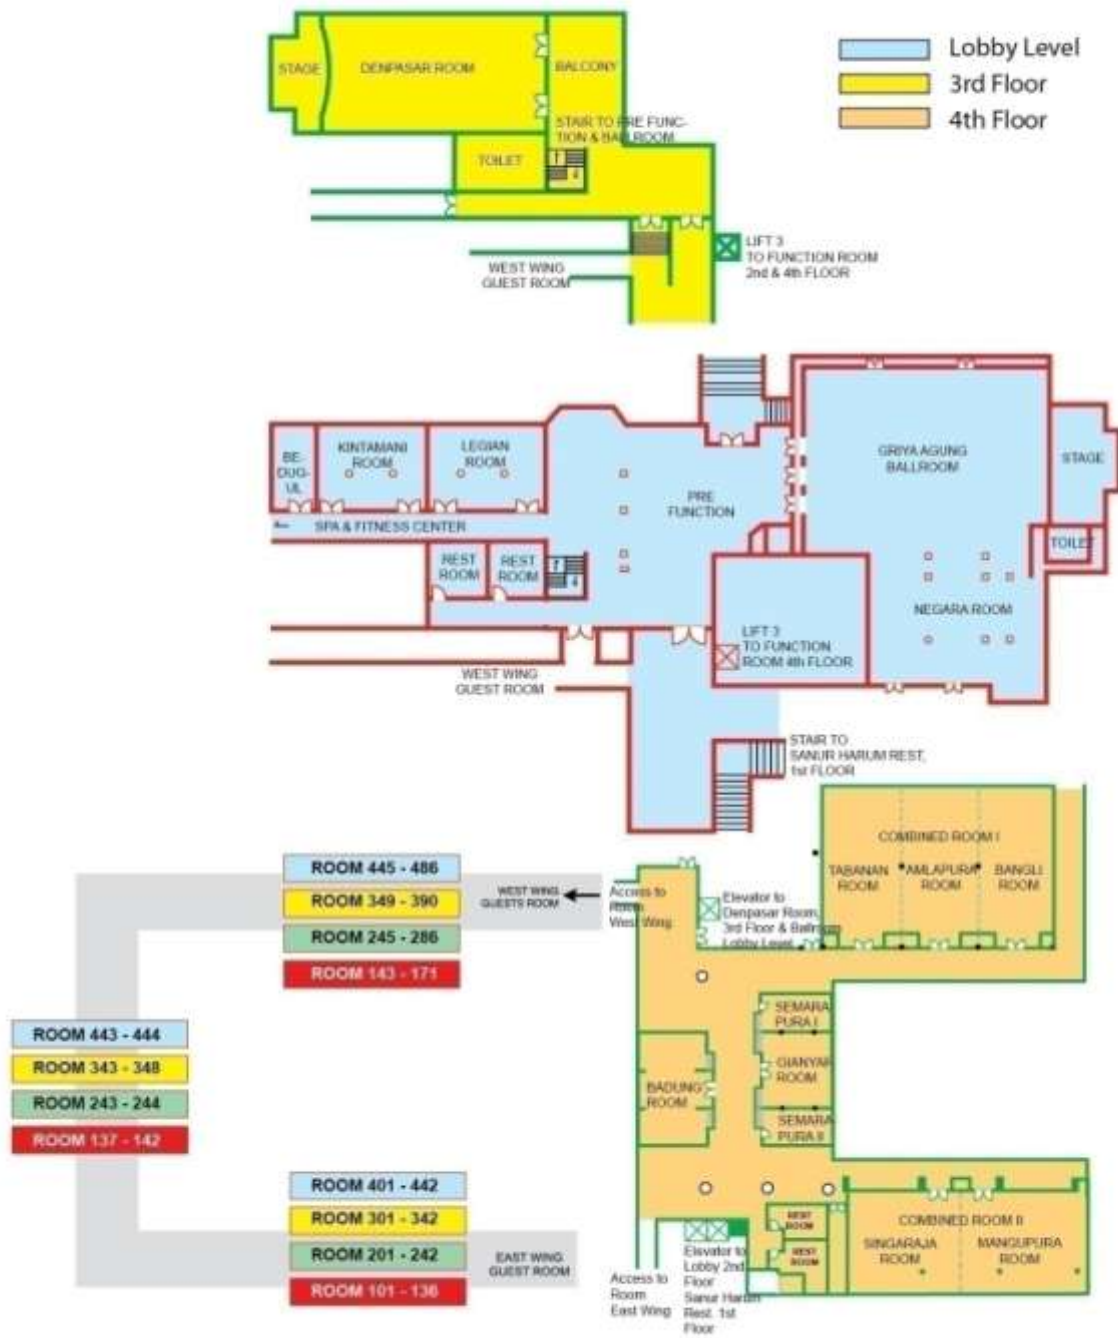 Lobby Level
3rd Floor
4th Floor
STAGE
DENPASAR ROOM
BALCONY
STAIR TO PRE FUNC-
TION & BALLROOM
TOILET
LIFT 3
TO FUNCTION ROOM
2nd & 4th FLOOR
WEST WING
GUEST ROOM
BE-
DUG-
UL
KINTAMANI
ROOM
LEGIAN
ROOM
GRIYA AGUNG
BALLROOM
STAGE
PRE
FUNCTION
SPA & FITNESS CENTER
REST
ROOM
REST
ROOM
TOILET
NEGARA ROOM
LIFT 3
TO FUNCTION
ROOM 4th FLOOR
WEST WING
GUEST ROOM
STAIR TO
SANUR HARUM REST,
1st FLOOR
COMBINED ROOM I
TABANAN
ROOM
AMLAPURA
ROOM
BANGLI
ROOM
ROOM 445 - 486
ROOM 349 - 390
ROOM 245 - 286
ROOM 143 - 171
WEST WING
GUESTS ROOM
Access to
Room
West Wing
Elevator to
Denpasar Room,
3rd Floor & Ballroom
Lobby Level
ROOM 443 - 444
ROOM 343 - 348
ROOM 243 - 244
ROOM 137 - 142
SEMARA
PURA I
GIANYAR
ROOM
BADUNG
ROOM
SEMARA
PURA II
ROOM 401 - 442
ROOM 301 - 342
ROOM 201 - 242
ROOM 101 - 136
EAST WING
GUEST ROOM
REST
ROOM
REST
ROOM
COMBINED ROOM II
SINGARAJA
ROOM
MANGUPURA
ROOM
Access to
Room
East Wing
Elevator to
Lobby 2nd
Floor
Sanur Harum
Rest. 1st
Floor